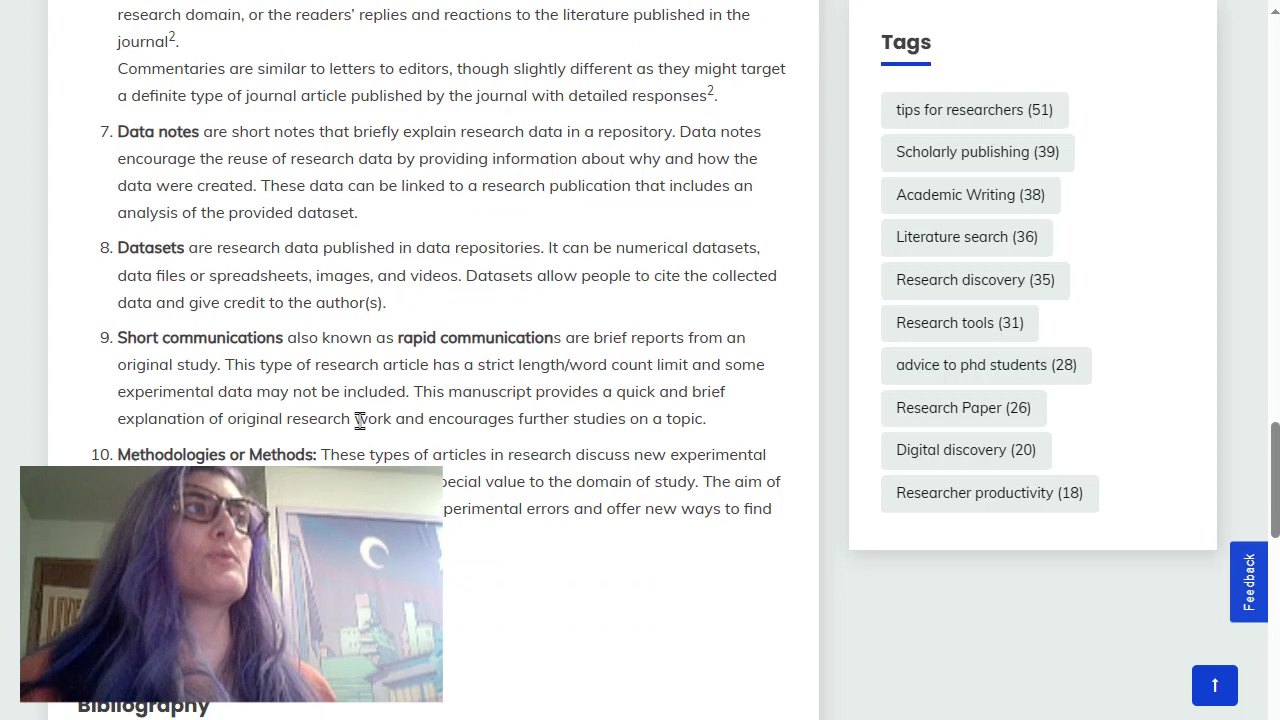 research domain, or the readers’ replies and reactions to the literature published in the
journal2.
Commentaries are similar to letters to editors, though slightly different as they might target
a definite type of journal article published by the journal with detailed responses2.
7. Data notes are short notes that briefly explain research data in a repository. Data notes
encourage the reuse of research data by providing information about why and how the
data were created. These data can be linked to a research publication that includes an
analysis of the provided dataset.
8. Datasets are research data published in data repositories. It can be numerical datasets,
data files or spreadsheets, images, and videos. Datasets allow people to cite the collected
data and give credit to the author(s).
9. Short communications also known as rapid communications are brief reports from an
original study. This type of research article has a strict length/word count limit and some
experimental data may not be included. This manuscript provides a quick and brief
explanation of original research work and encourages further studies on a topic.
10. Methodologies or Methods: These types of articles in research discuss new experimental
value to the domain of study. The aim of
errors and offer new ways to find
Bibliography
Tags
tips for researchers (51)
Scholarly publishing (39)
Academic Writing (38)
Literature search (36)
Research discovery (35)
Research tools (31)
advice to phd students (28)
Research Paper (26)
Digital discovery (20)
Researcher productivity (18)
Feedback